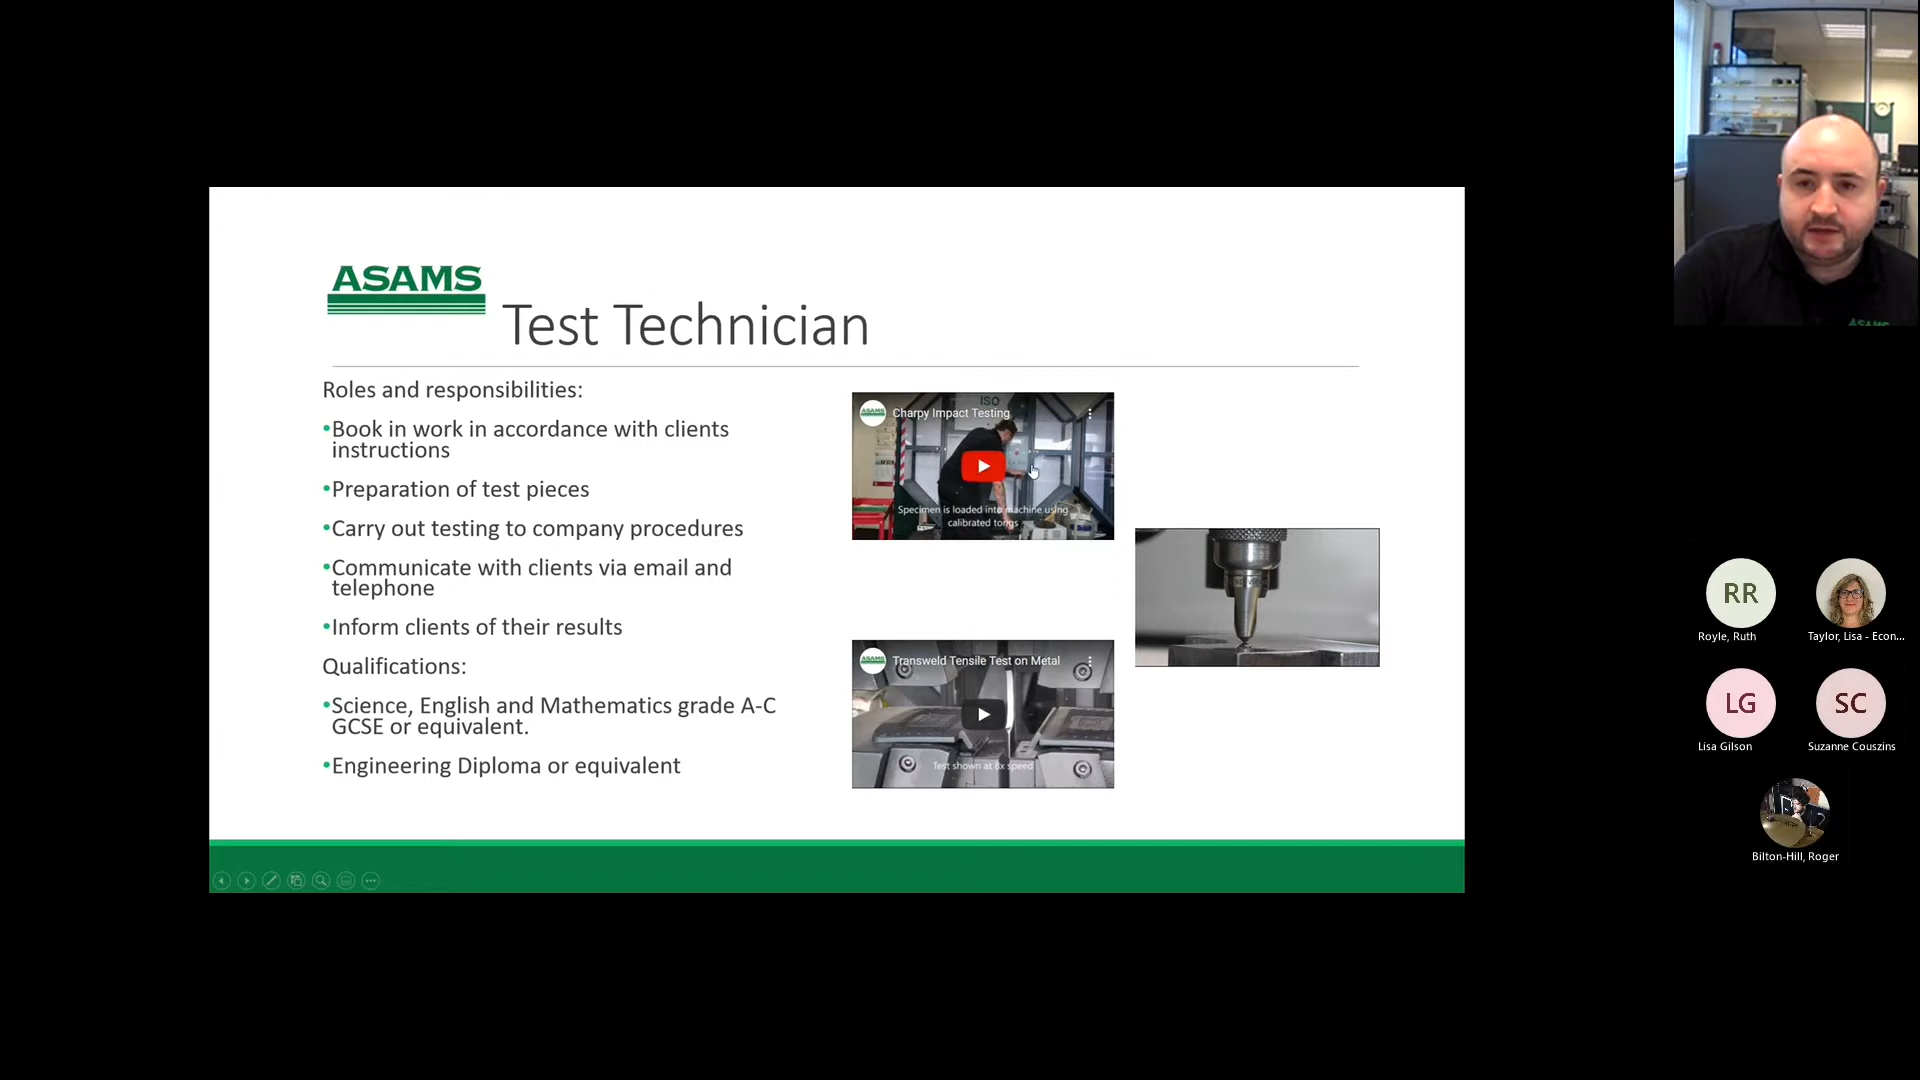 ASAMS
Test Technician
Roles and responsibilities:
•Book in work in accordance with clients
instructions
•Preparation of test pieces
•Carry out testing to company procedures
•Communicate with clients via email and
telephone
•Inform clients of their results
Qualifications:
•Science, English and Mathematics grade A-C
GCSE or equivalent.
•Engineering Diploma or equivalent
ISO
ASAMS
Charpy Impact Testing
Specimen is loaded into machine using
calibrated tongs
ASAMS
Transweld Tensile Test on Metal
Test shown at 8x speed
ASAMS
RR
Royle, Ruth
Taylor, Lisa - Econ...
LG
Lisa Gilson
SC
Suzanne Couszins
Bilton-Hill, Roger